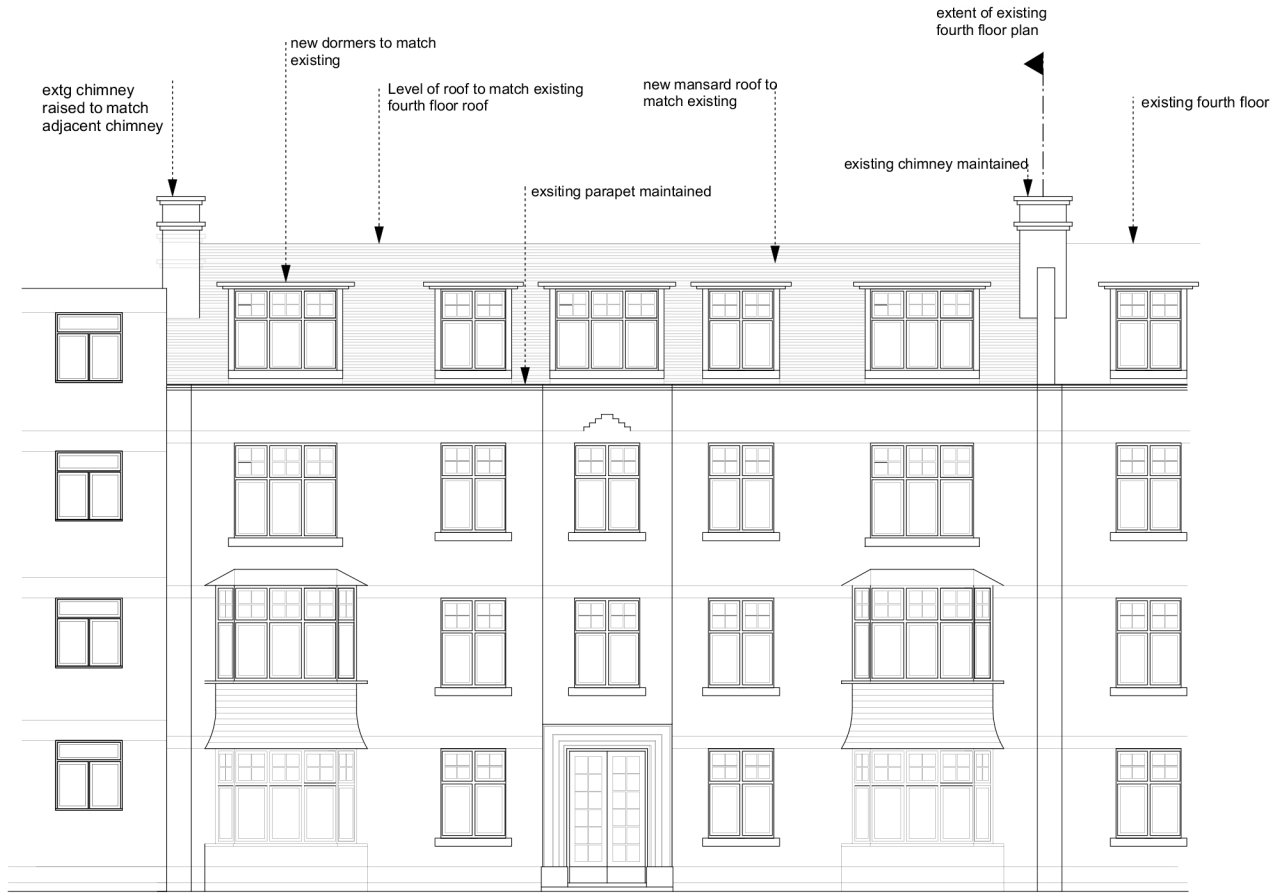 extent of existing
fourth floor plan
new dormers to match
existing
extg chimney
raised to match
adjacent chimney
Level of roof to match existing
fourth floor roof
new mansard roof to
match existing
existing fourth floor
existing chimney maintained
exsiting parapet maintained